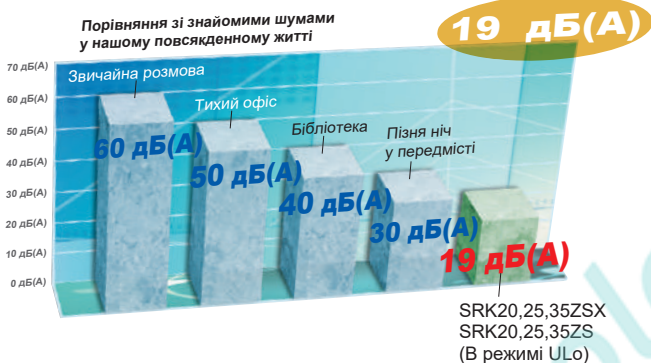 Порівняння зі знайомими шумами
у нашому повсякденному житті
19 дБ(А)
70 дБ(А)
60 дБ(А)
50 дБ(А)
40 дБ(А)
30 дБ(А)
20 дБ(А)
10 дБ(А)
0 дБ(А)
Звичайна розмова
60 дБ(А)
Тихий офіс
50 дБ(А)
Бібліотека
40 дБ(А)
Пізня ніч
у передмісті
30 дБ(А)
19 дБ(А)
SRK20,25,35ZSX
SRK20,25,35ZS
(В режимі ULo)